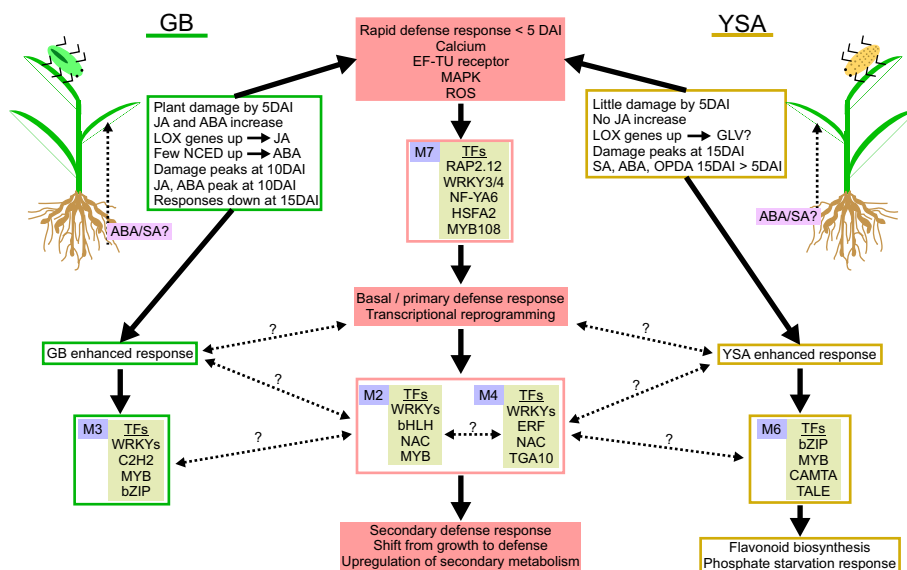 GB
YSA
Rapid defense response < 5 DAI
Calcium
EF-TU receptor
MAPK
ROS
Plant damage by 5DAI
JA and ABA increase
LOX genes up → JA
Few NCED up → ABA
Damage peaks at 10DAI
JA, ABA peak at 10DAI
Responses down at 15DAI
Little damage by 5DAI
No JA increase
LOX genes up → GLV?
Damage peaks at 15DAI
SA, ABA, OPDA 15DAI > 5DAI
ABA/SA?
ABA/SA?
M7
TFs
RAP2.12
WRKY3/4
NF-YA6
HSFA2
MYB108
Basal / primary defense response
Transcriptional reprogramming
?
?
GB enhanced response
YSA enhanced response
?
?
M3
TFs
WRKYs
C2H2
MYB
bZIP
?
M2
TFs
WRKYs
bHLH
NAC
MYB
?
M4
TFs
WRKYs
ERF
NAC
TGA10
?
M6
TFs
bZIP
MYB
CAMTA
TALE
Secondary defense response
Shift from growth to defense
Upregulation of secondary metabolism
Flavonoid biosynthesis
Phosphate starvation response